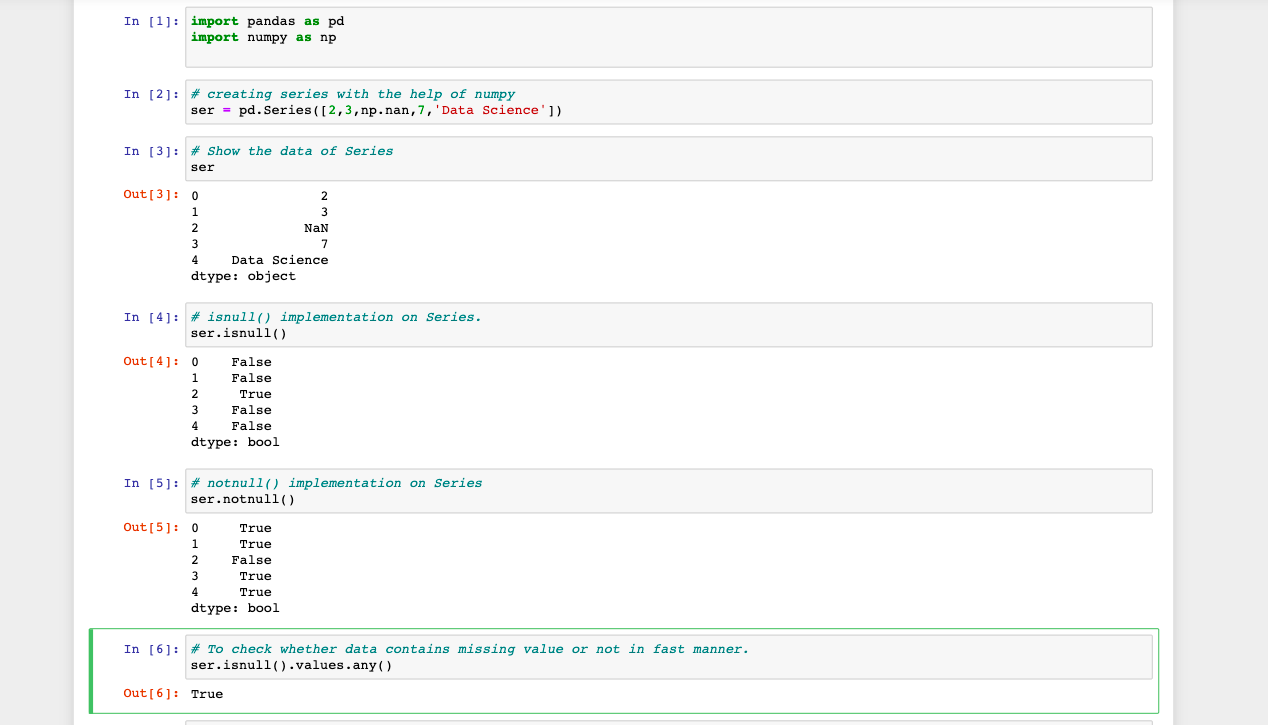 In [1]: import pandas as pd
import numpy as np
In [2]: # creating series with the help of numpy
ser = pd.Series([2,3,np.nan,7,'Data Science'])
In [3]: # Show the data of Series
ser
Out[3]: 0 2
1 3
2 NaN
3 7
4 Data Science
dtype: object
In [4]: # isnull() implementation on Series.
ser.isnull()
Out[4]: 0 False
1 False
2 True
3 False
4 False
dtype: bool
In [5]: # notnull() implementation on Series
ser.notnull()
Out[5]: 0 True
1 True
2 False
3 True
4 True
dtype: bool
In [6]: # To check whether data contains missing value or not in fast manner.
ser.isnull().values.any()
Out[6]: True